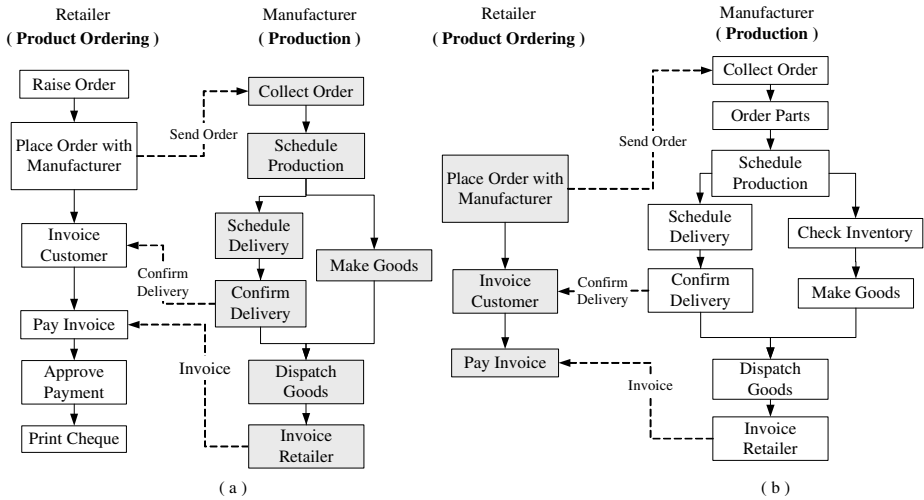 Retailer
( Product Ordering )
Manufacturer
( Production )
Raise Order
Place Order with
Manufacturer
Invoice
Customer
Pay Invoice
Approve
Payment
Print Cheque
Send Order
Confirm
Delivery
Invoice
Collect Order
Schedule
Production
Schedule
Delivery
Make Goods
Confirm
Delivery
Dispatch
Goods
Invoice
Retailer
( a )
Retailer
( Product Ordering )
Manufacturer
( Production )
Place Order with
Manufacturer
Invoice
Customer
Pay Invoice
Send Order
Confirm
Delivery
Invoice
Collect Order
Order Parts
Schedule
Production
Schedule
Delivery
Check Inventory
Confirm
Delivery
Make Goods
Dispatch
Goods
Invoice
Retailer
( b )